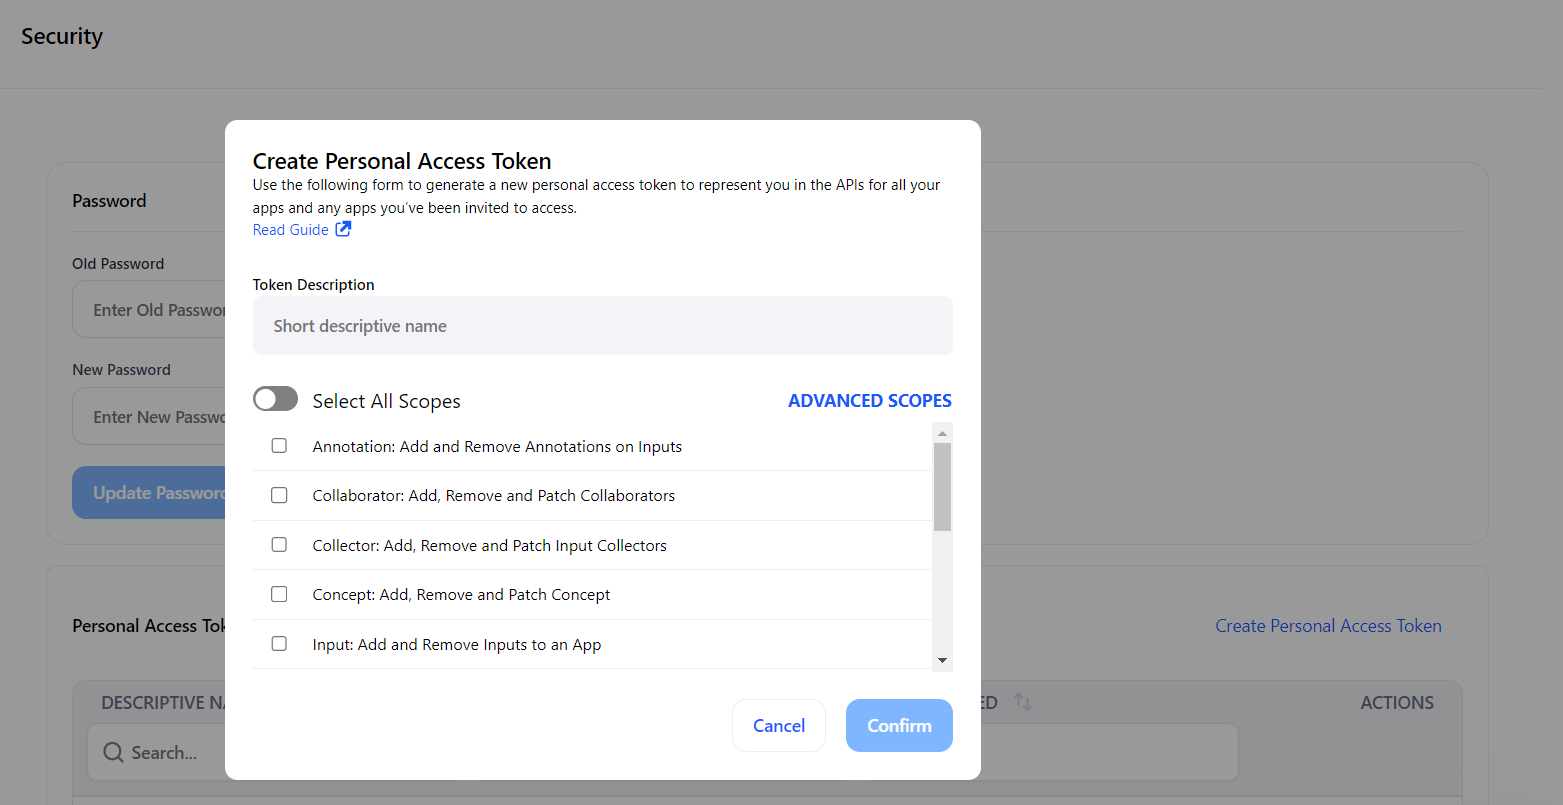 Security
Create Personal Access Token
Use the following form to generate a new personal access token to represent you in the APIs for all your
apps and any apps you've been invited to access.
Read Guide
Token Description
Short descriptive name
Select All Scopes
ADVANCED SCOPES
Annotation: Add and Remove Annotations on Inputs
Collaborator: Add, Remove and Patch Collaborators
Collector: Add, Remove and Patch Input Collectors
Concept: Add, Remove and Patch Concept
Input: Add and Remove Inputs to an App
Cancel
Confirm
Password
Old Password
Enter Old Passwor
New Password
Enter New Passwo
Update Password
Personal Access Tok
Create Personal Access Token
DESCRIPTIVE NA
ED
ACTIONS
Search...